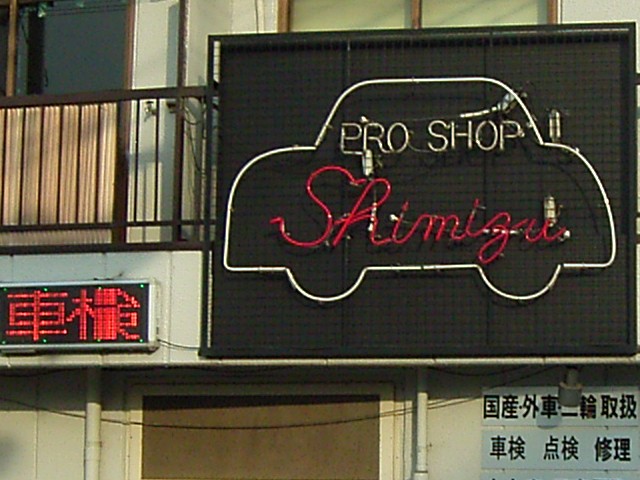 PRO SHOP
Shimizu
車検
国産・外車・二輪 取扱
車検 点検 修理